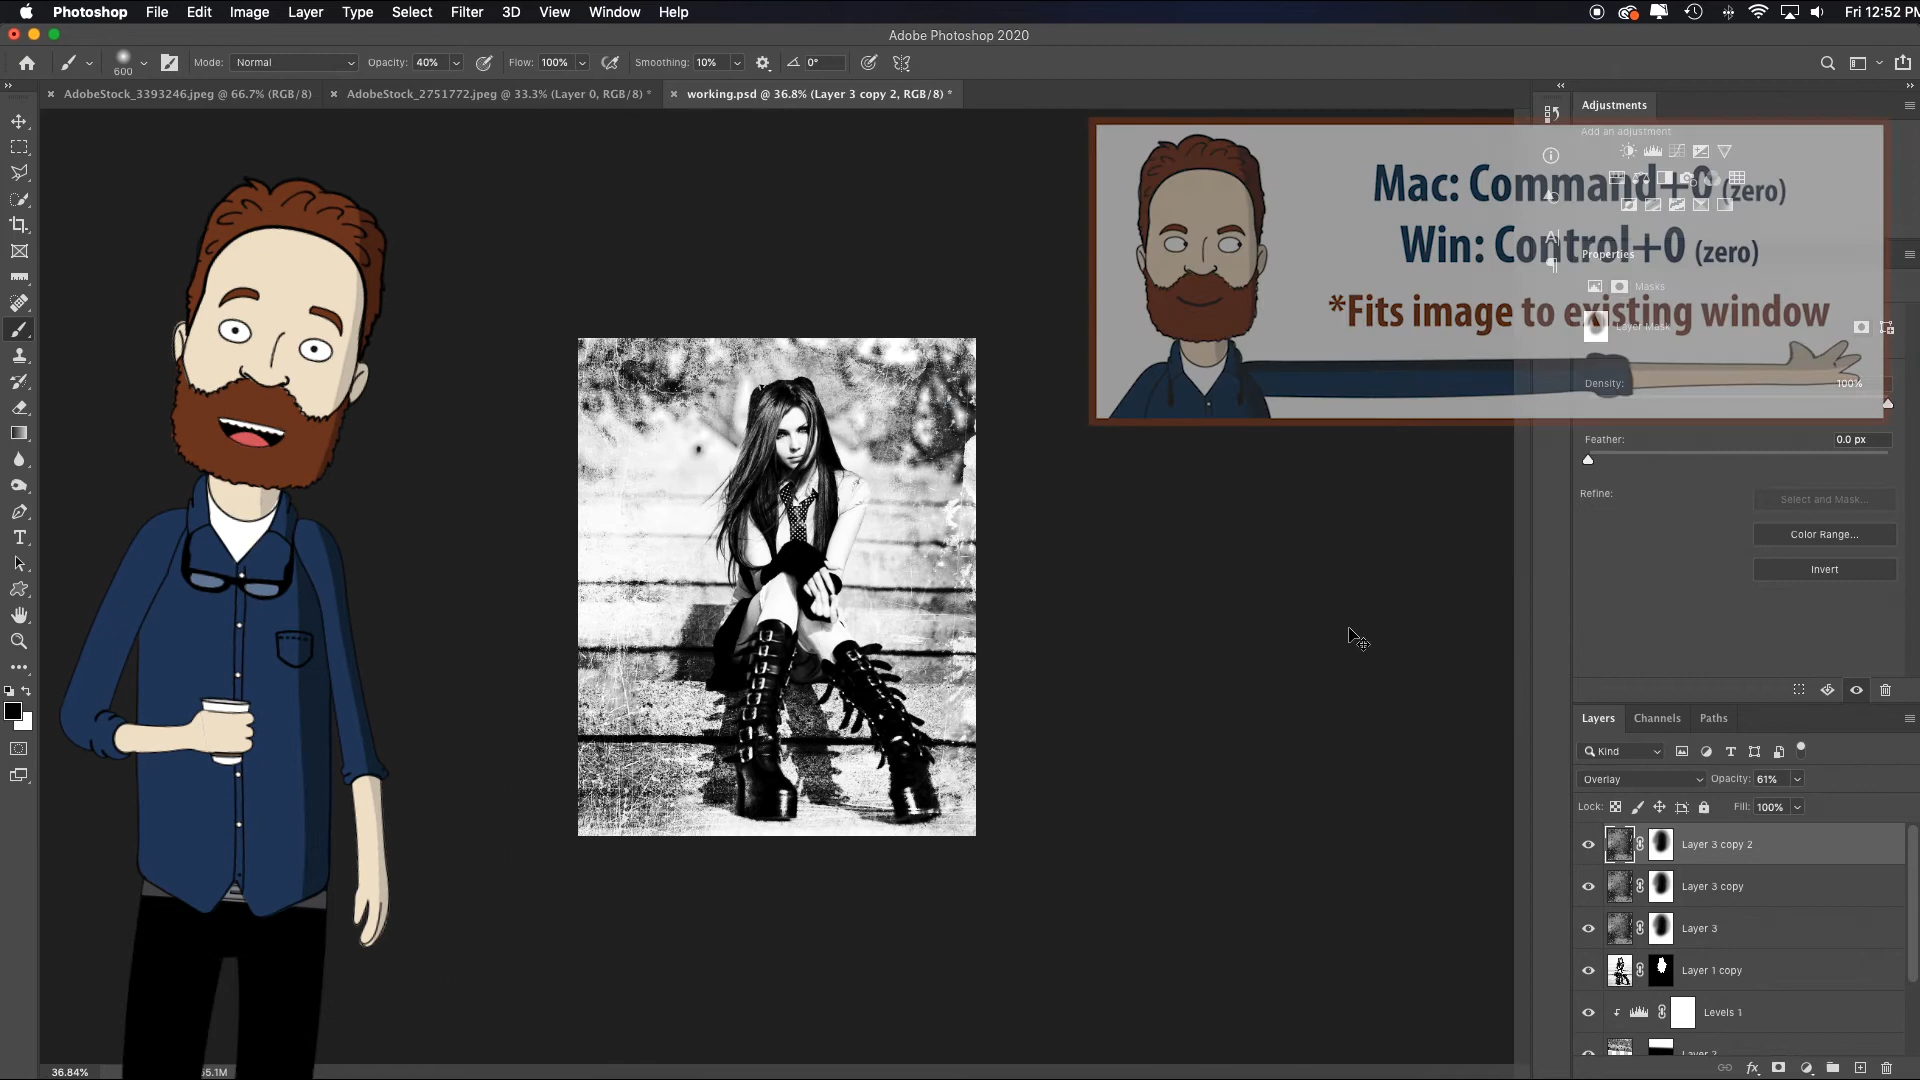 Photoshop File Edit Image Layer Type Select Filter 3D View Window Help Fri 12:52 PM
Adobe Photoshop 2020
600 Mode: Normal Opacity: 40% Flow: 100% Smoothing: 10% 0°
AdobeStock_3393246.jpeg @ 66.7% (RGB/8) AdobeStock_2751772.jpeg @ 33.3% (Layer 0, RGB/8) * working.psd @ 36.8% (Layer 3 copy 2, RGB/8) *
Adjustments
Add an adjustment
Mac: Command+0 (zero)
Win: Control+0 (zero)
*Fits image to existing window
Properties
Masks
Layer Mask
Density: 100%
Feather: 0.0 px
Refine: Select and Mask...
Color Range...
Invert
Layers Channels Paths
Kind
Overlay Opacity: 61%
Lock: Fill: 100%
Layer 3 copy 2
Layer 3 copy
Layer 3
Layer 1 copy
Levels 1
Layer 2
36.84% 55.1M